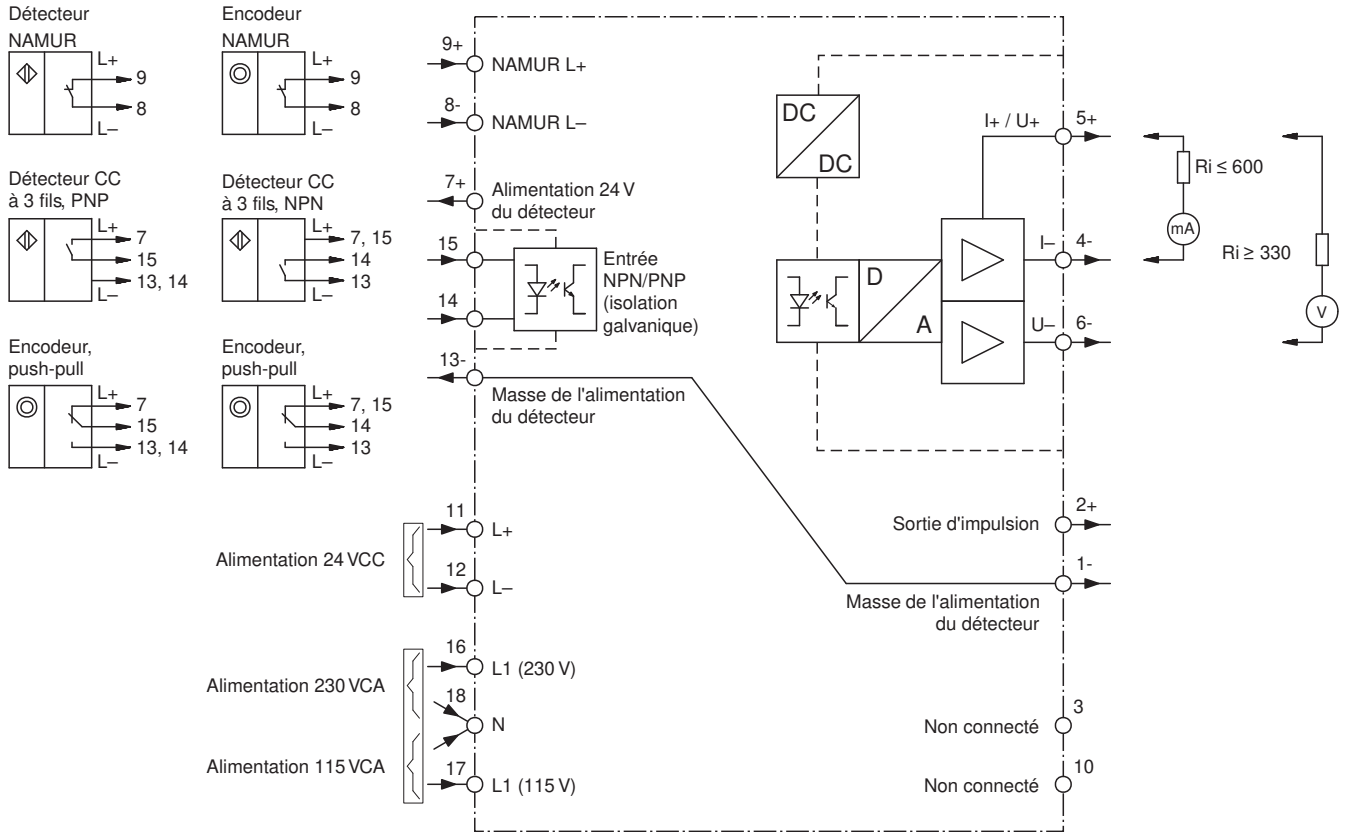 Détecteur
NAMUR
L+
9
8
L–
Encodeur
NAMUR
L+
9
8
L–
Détecteur CC
à 3 fils, PNP
L+
7
15
13, 14
L–
Détecteur CC
à 3 fils, NPN
L+
7, 15
14
13
L–
Encodeur,
push-pull
L+
7
15
13, 14
L–
Encodeur,
push-pull
L+
7, 15
14
13
L–
9+
NAMUR L+
8-
NAMUR L–
7+
Alimentation 24 V
du détecteur
15
14
Entrée
NPN/PNP
(isolation
galvanique)
13-
Masse de l'alimentation
du détecteur
Alimentation 24 VCC
11
L+
12
L–
Alimentation 230 VCA
16
L1 (230 V)
18
N
Alimentation 115 VCA
17
L1 (115 V)
DC
DC
D
A
I+ / U+
5+
I–
4-
U–
6-
Ri ≤ 600
mA
Ri ≥ 330
V
Sortie d'impulsion
2+
1-
Masse de l'alimentation
du détecteur
3
Non connecté
10
Non connecté